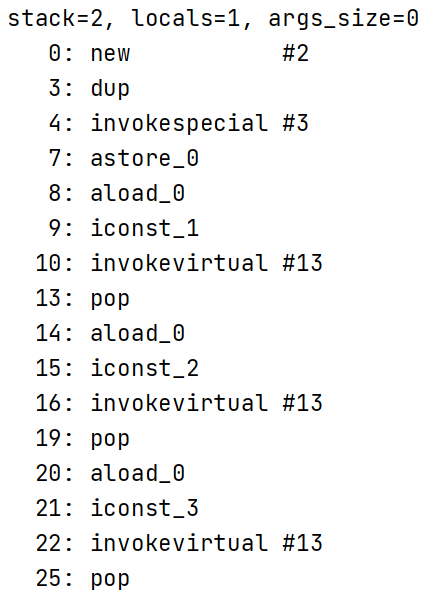 stack=2, locals=1, args_size=0
0: new #2
3: dup
4: invokespecial #3
7: astore_0
8: aload_0
9: iconst_1
10: invokevirtual #13
13: pop
14: aload_0
15: iconst_2
16: invokevirtual #13
19: pop
20: aload_0
21: iconst_3
22: invokevirtual #13
25: pop